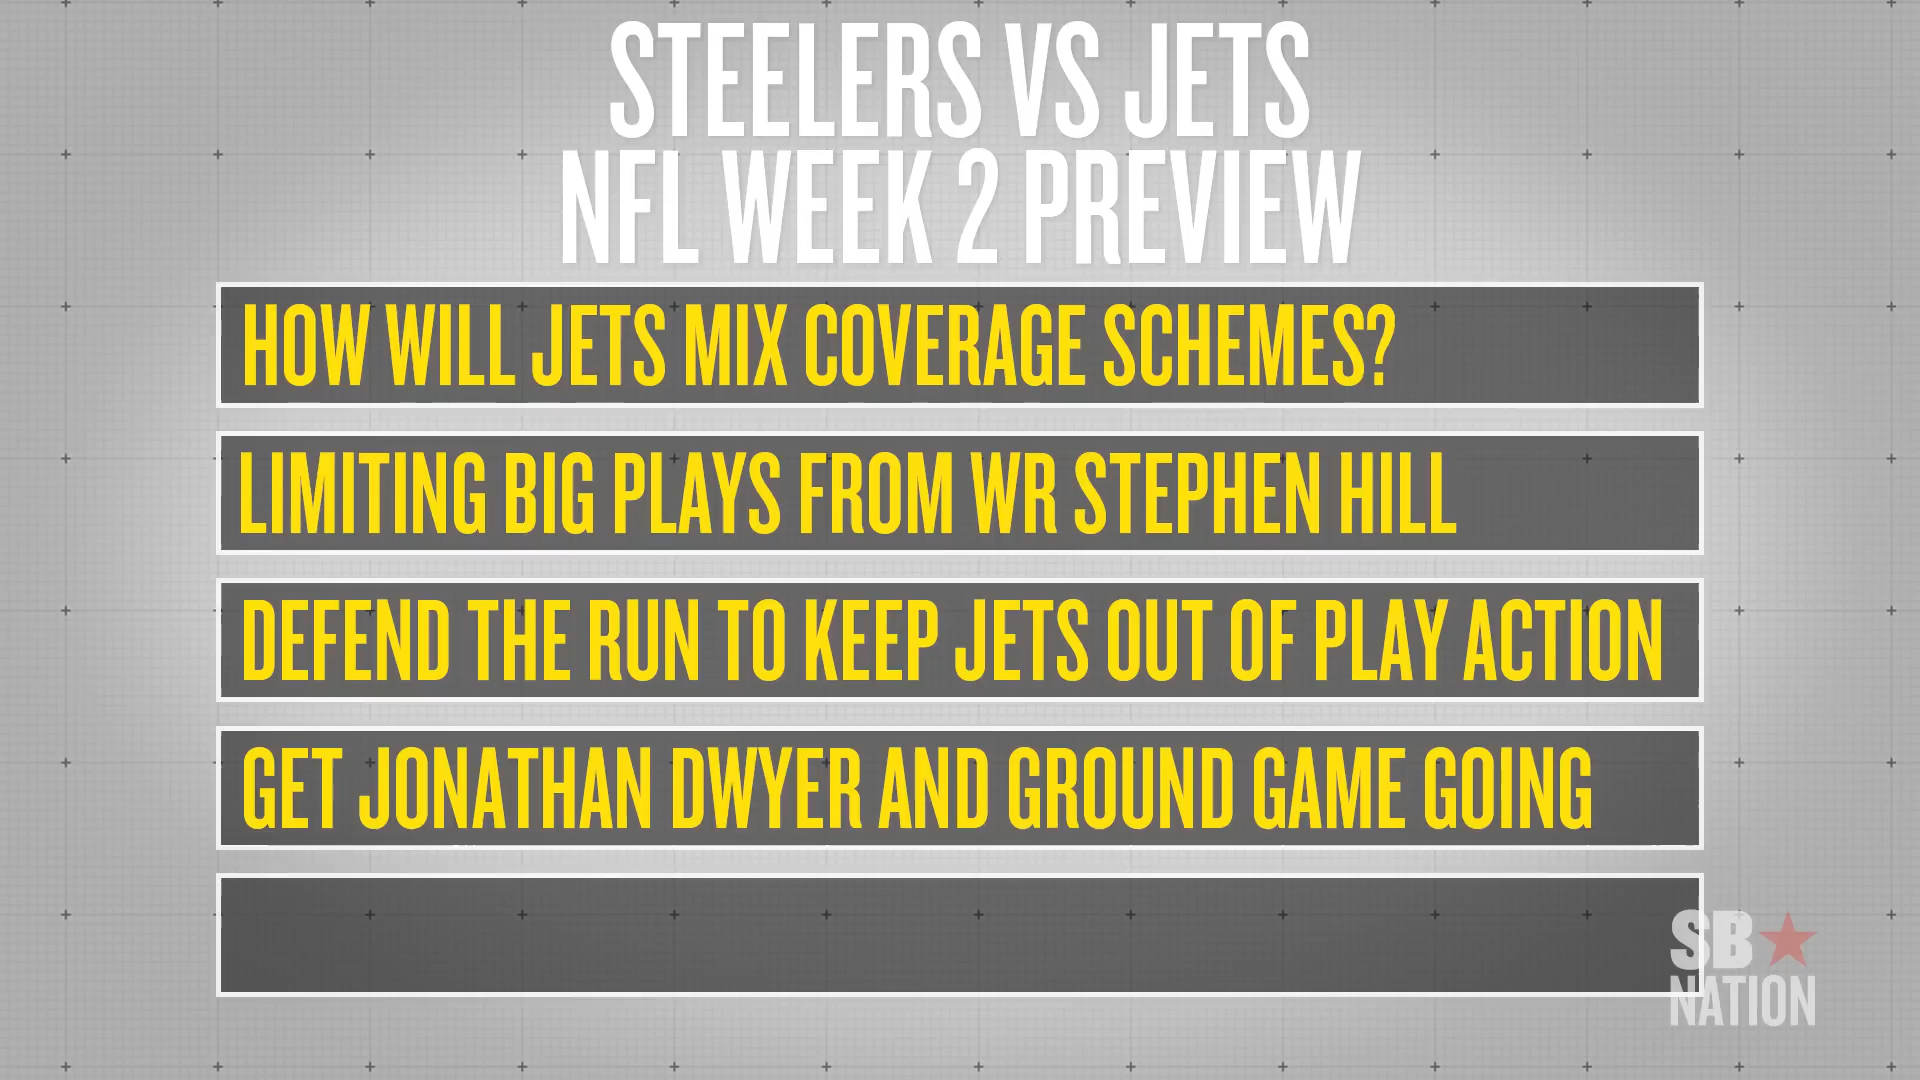 STEELERS VS JETS
NFL WEEK 2 PREVIEW
HOW WILL JETS MIX COVERAGE SCHEMES?
LIMITING BIG PLAYS FROM WR STEPHEN HILL
DEFEND THE RUN TO KEEP JETS OUT OF PLAY ACTION
GET JONATHAN DWYER AND GROUND GAME GOING
SB
NATION